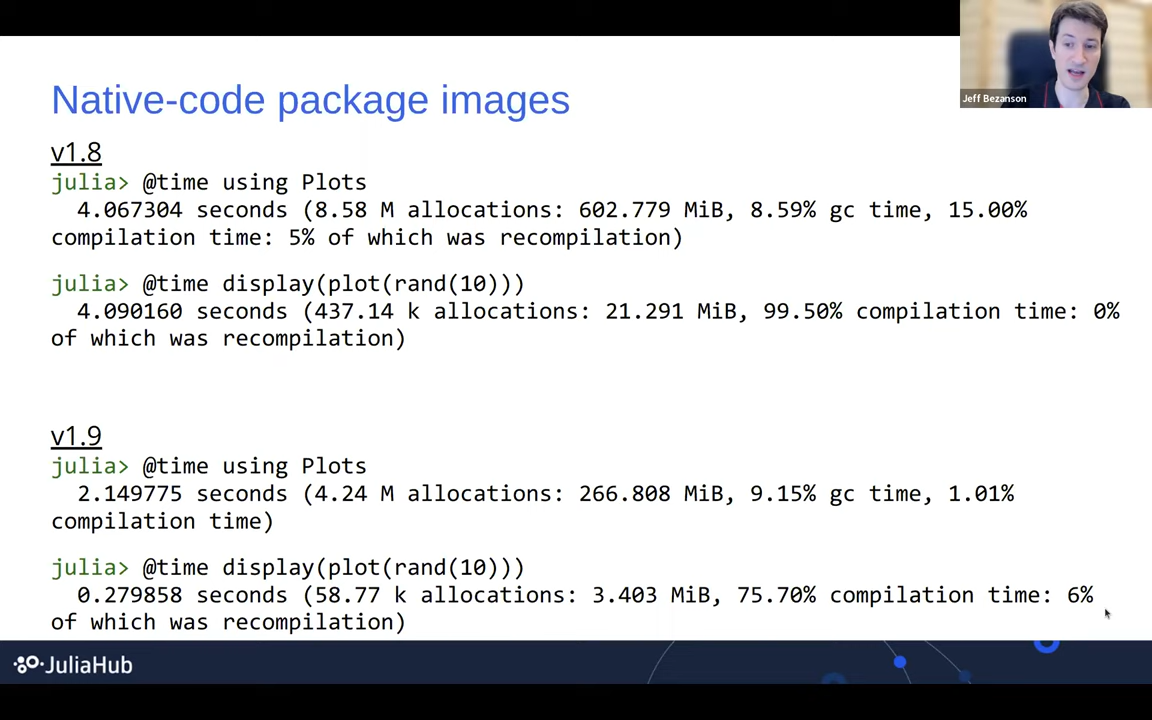 Jeff Bezanson
Native-code package images
v1.8
julia> @time using Plots
4.067304 seconds (8.58 M allocations: 602.779 MiB, 8.59% gc time, 15.00%
compilation time: 5% of which was recompilation)
julia> @time display(plot(rand(10)))
4.090160 seconds (437.14 k allocations: 21.291 MiB, 99.50% compilation time: 0%
of which was recompilation)
v1.9
julia> @time using Plots
2.149775 seconds (4.24 M allocations: 266.808 MiB, 9.15% gc time, 1.01%
compilation time)
julia> @time display(plot(rand(10)))
0.279858 seconds (58.77 k allocations: 3.403 MiB, 75.70% compilation time: 6%
of which was recompilation)
JuliaHub